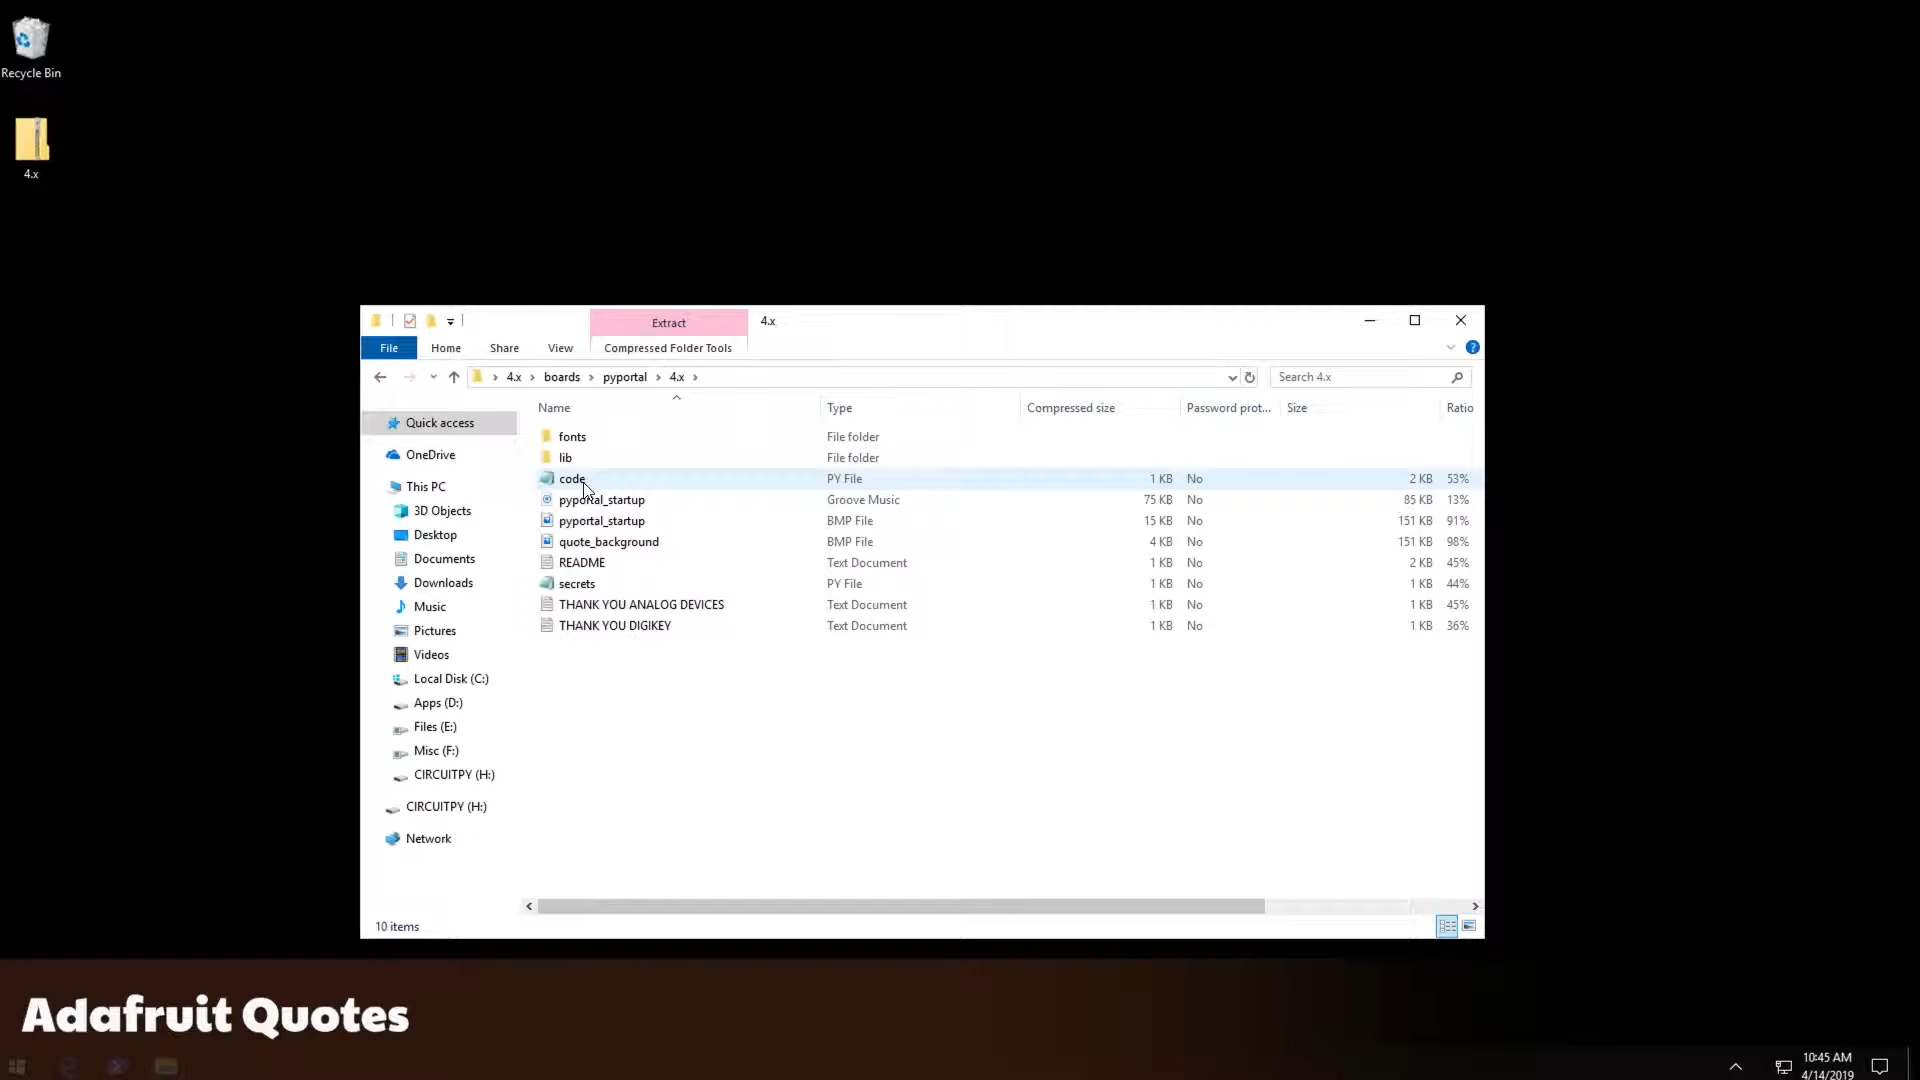 Recycle Bin
4.x
Extract
4.x
File
Home
Share
View
Compressed Folder Tools
4.x
boards
pyportal
4.x
Search 4.x
Name
Type
Compressed size
Password prot...
Size
Ratio
Quick access
OneDrive
This PC
3D Objects
Desktop
Documents
Downloads
Music
Pictures
Videos
Local Disk (C:)
Apps (D:)
Files (E:)
Misc (F:)
CIRCUITPY (H:)
CIRCUITPY (H:)
Network
fonts File folder
lib File folder
code PY File 1 KB No 2 KB 53%
pyportal_startup Groove Music 75 KB No 85 KB 13%
pyportal_startup BMP File 15 KB No 151 KB 91%
quote_background BMP File 4 KB No 151 KB 98%
README Text Document 1 KB No 2 KB 45%
secrets PY File 1 KB No 1 KB 44%
THANK YOU ANALOG DEVICES Text Document 1 KB No 1 KB 45%
THANK YOU DIGIKEY Text Document 1 KB No 1 KB 36%
10 items
Adafruit Quotes
10:45 AM
4/14/2019